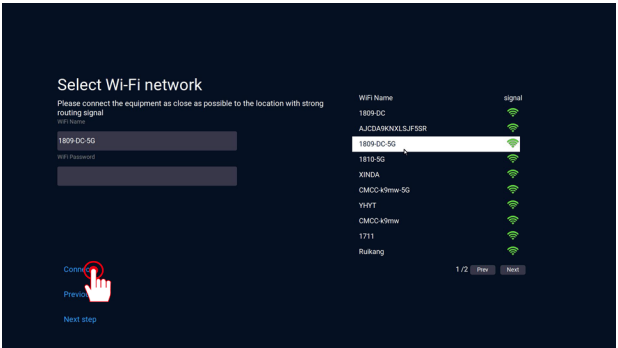 Select Wi-Fi network
Please connect the equipment as close as possible to the location with strong
routing signal
WiFi Name
1809-DC-5G
WiFi Password
Connect
Previous
Next step
WiFi Name signal
1809-DC
AJCDA9KNXLSJF5SR
1809-DC-5G
1810-5G
XINDA
CMCC-k9mw-5G
YHYT
CMCC-k9mw
1711
Ruikang
1 /2 Prev Next